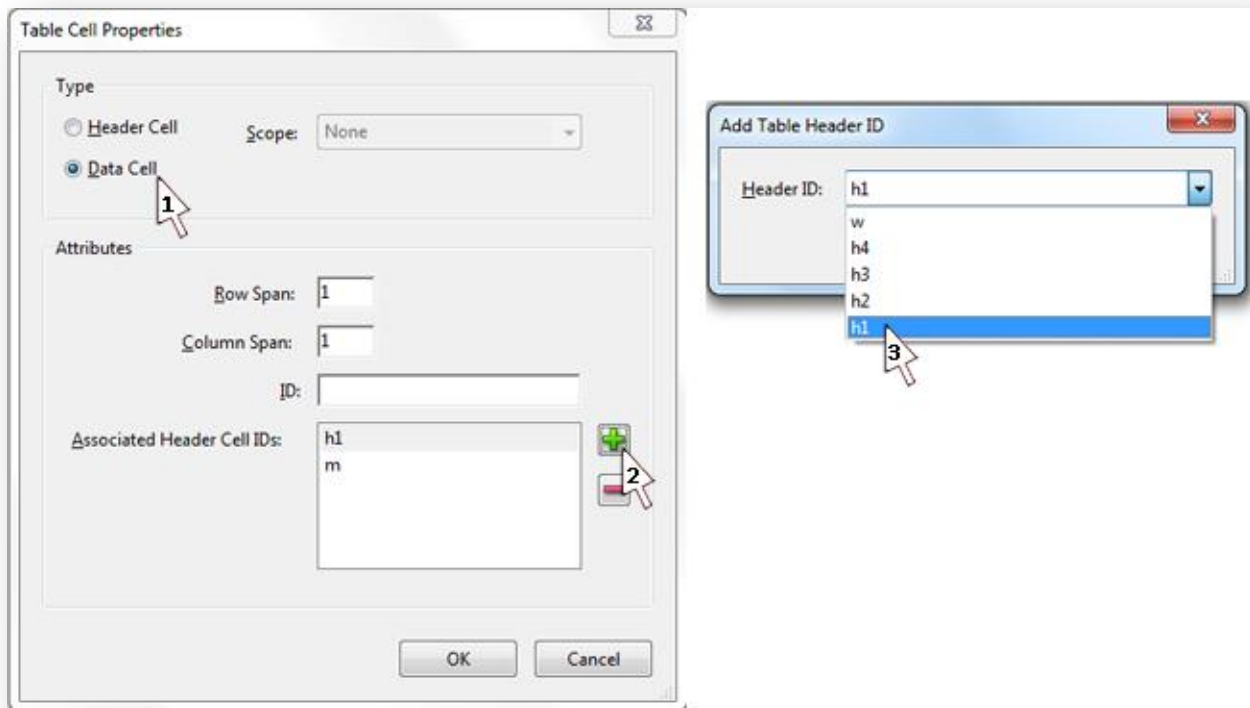 Table Cell Properties
Type
Header Cell
Scope: None
Data Cell
1
Attributes
Row Span: 1
Column Span: 1
ID:
Associated Header Cell IDs: h1
m
2
OK Cancel
Add Table Header ID
Header ID: h1
w
h4
h3
h2
h1
3